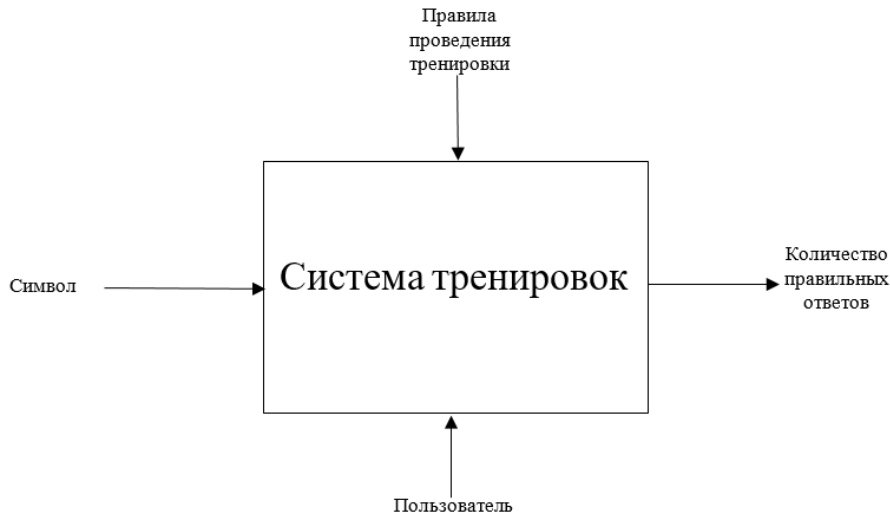 Правила
проведения
тренировки
Символ
Система тренировок
Количество
правильных
ответов
Пользователь